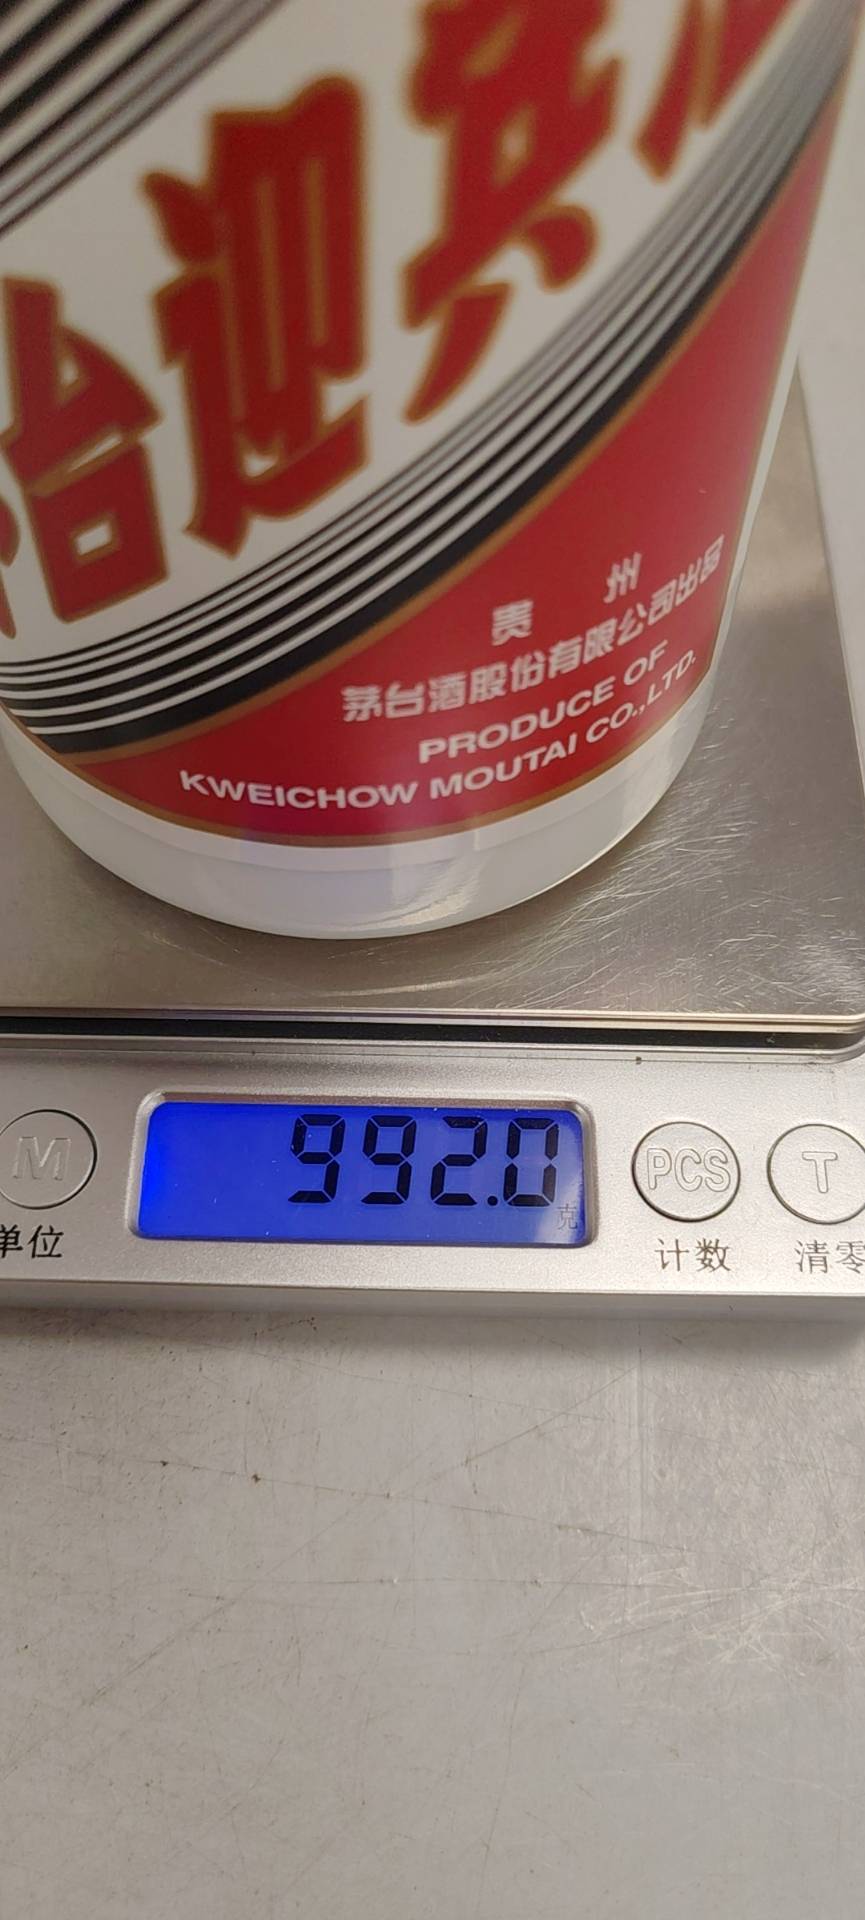 台迎宾
贵州
茅台酒股份有限公司出品
PRODUCE OF
KWEICHOW MOUTAI CO.,LTD.
992.0
克
M
PCS
T
单位
计数
清零